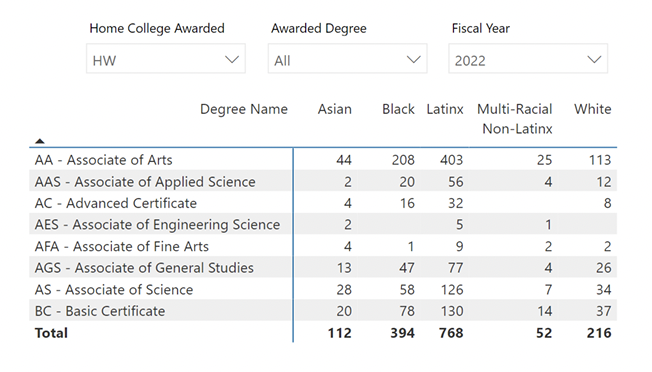 Home College Awarded Awarded Degree Fiscal Year
HW All 2022
Degree Name Asian Black Latinx Multi-Racial Non-Latinx White
AA - Associate of Arts 44 208 403 25 113
AAS - Associate of Applied Science 2 20 56 4 12
AC - Advanced Certificate 4 16 32 8
AES - Associate of Engineering Science 2 5 1
AFA - Associate of Fine Arts 4 1 9 2 2
AGS - Associate of General Studies 13 47 77 4 26
AS - Associate of Science 28 58 126 7 34
BC - Basic Certificate 20 78 130 14 37
Total 112 394 768 52 216